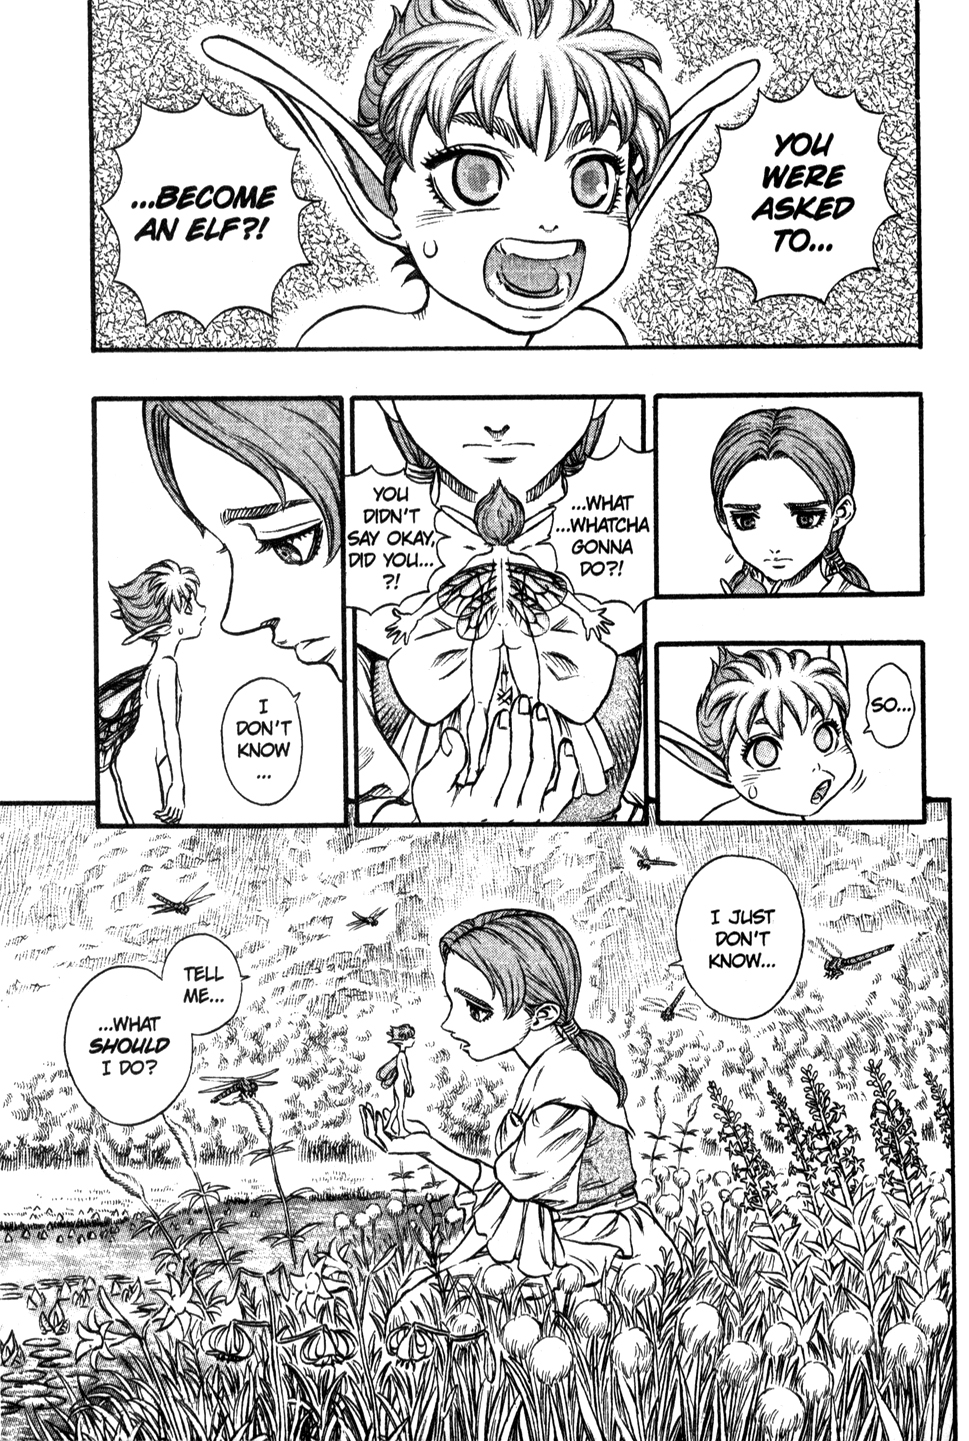 YOU
WERE
ASKED
TO...
...BECOME
AN ELF?!
SO...
...WHAT
...WHATCHA
GONNA
DO?!
YOU
DIDN'T
SAY OKAY,
DID YOU...
?!
I
DON'T
KNOW
...
I JUST
DON'T
KNOW...
TELL
ME...
...WHAT
SHOULD
I DO?